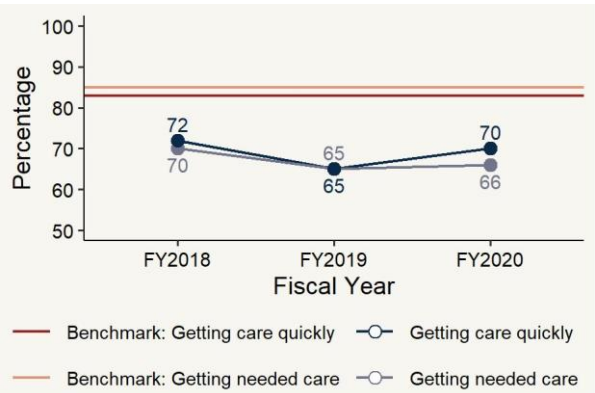 100
90
80
70
60
50
Percentage
72
70
65
65
70
66
FY2018 FY2019 FY2020
Fiscal Year
Benchmark: Getting care quickly Getting care quickly
Benchmark: Getting needed care Getting needed care